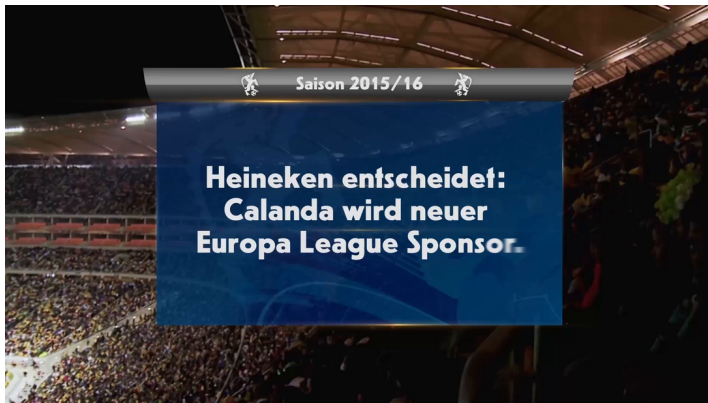 Saison 2015/16
Heineken entscheidet:
Calanda wird neuer
Europa League Sponsor.